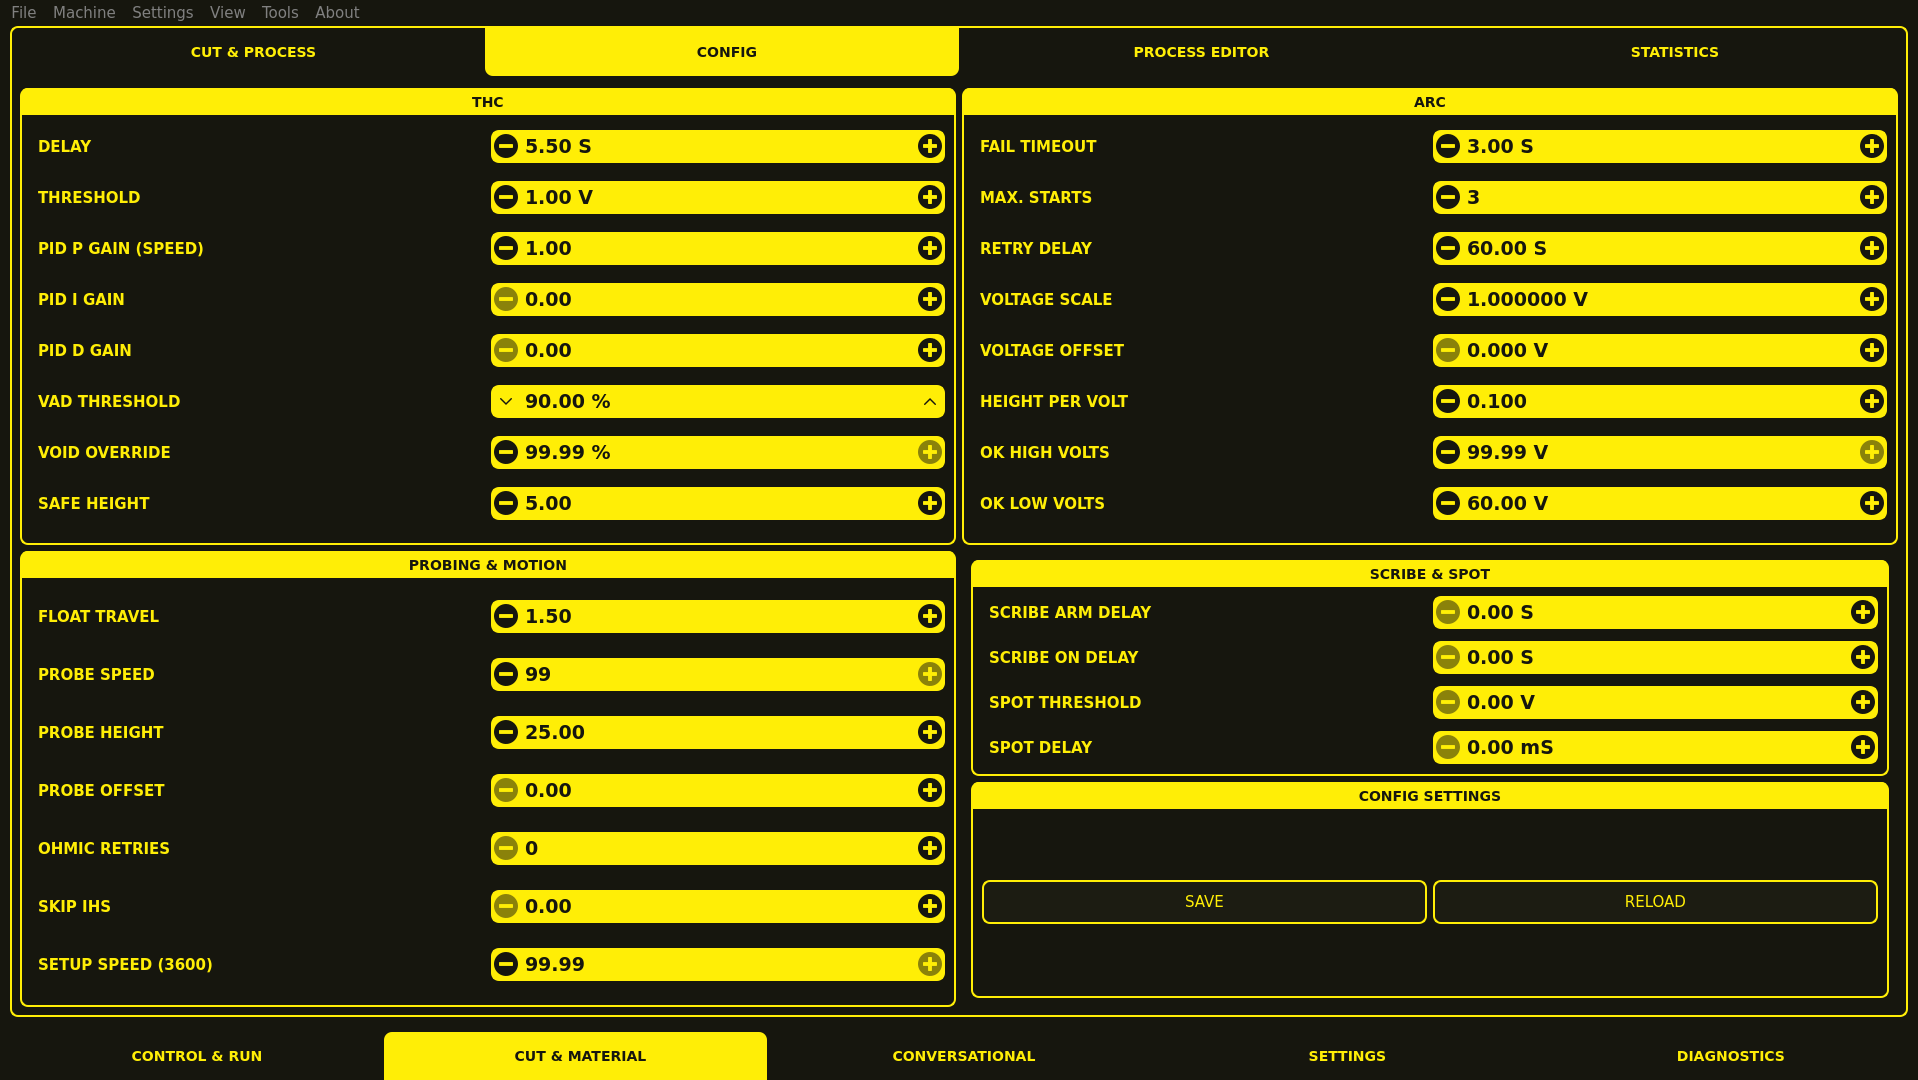 File Machine Settings View Tools About
CUT & PROCESS CONFIG PROCESS EDITOR STATISTICS
THC
DELAY 5.50 S
THRESHOLD 1.00 V
PID P GAIN (SPEED) 1.00
PID I GAIN 0.00
PID D GAIN 0.00
VAD THRESHOLD 90.00 %
VOID OVERRIDE 99.99 %
SAFE HEIGHT 5.00
ARC
FAIL TIMEOUT 3.00 S
MAX. STARTS 3
RETRY DELAY 60.00 S
VOLTAGE SCALE 1.000000 V
VOLTAGE OFFSET 0.000 V
HEIGHT PER VOLT 0.100
OK HIGH VOLTS 99.99 V
OK LOW VOLTS 60.00 V
PROBING & MOTION
FLOAT TRAVEL 1.50
PROBE SPEED 99
PROBE HEIGHT 25.00
PROBE OFFSET 0.00
OHMIC RETRIES 0
SKIP IHS 0.00
SETUP SPEED (3600) 99.99
SCRIBE & SPOT
SCRIBE ARM DELAY 0.00 S
SCRIBE ON DELAY 0.00 S
SPOT THRESHOLD 0.00 V
SPOT DELAY 0.00 mS
CONFIG SETTINGS
SAVE RELOAD
CONTROL & RUN CUT & MATERIAL CONVERSATIONAL SETTINGS DIAGNOSTICS